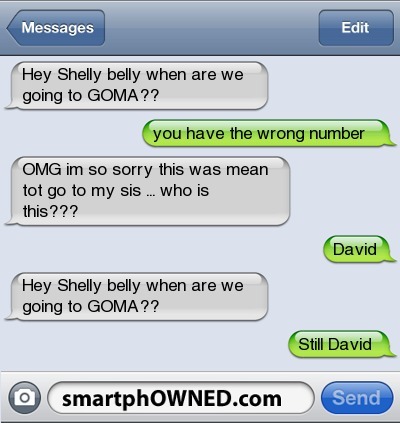 Messages
Edit
Hey Shelly belly when are we
going to GOMA??
you have the wrong number
OMG im so sorry this was mean
tot go to my sis ... who is
this???
David
Hey Shelly belly when are we
going to GOMA??
Still David
smartphOWNED.com
Send